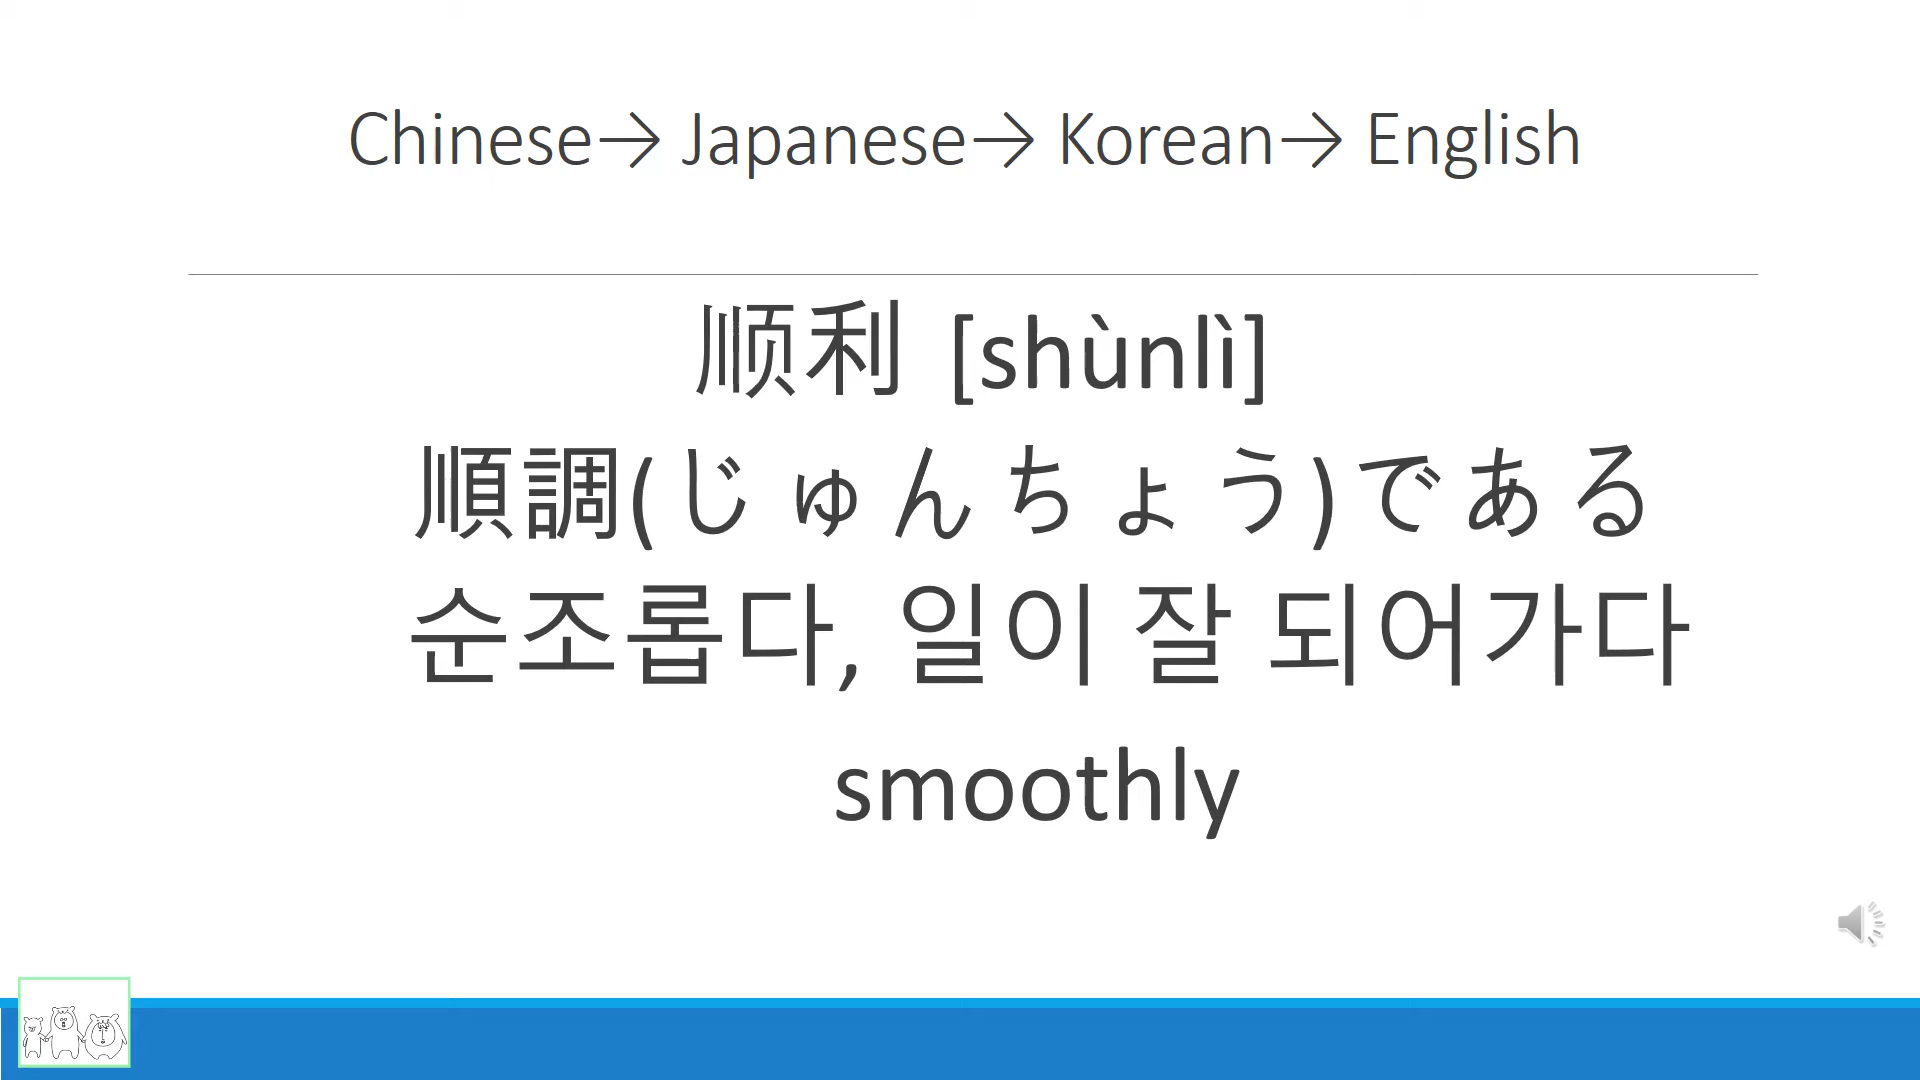 Chinese→ Japanese→ Korean→ English
顺利 [shùnlì]
順調(じゅんちょう)である
순조롭다, 일이 잘 되어가다
smoothly